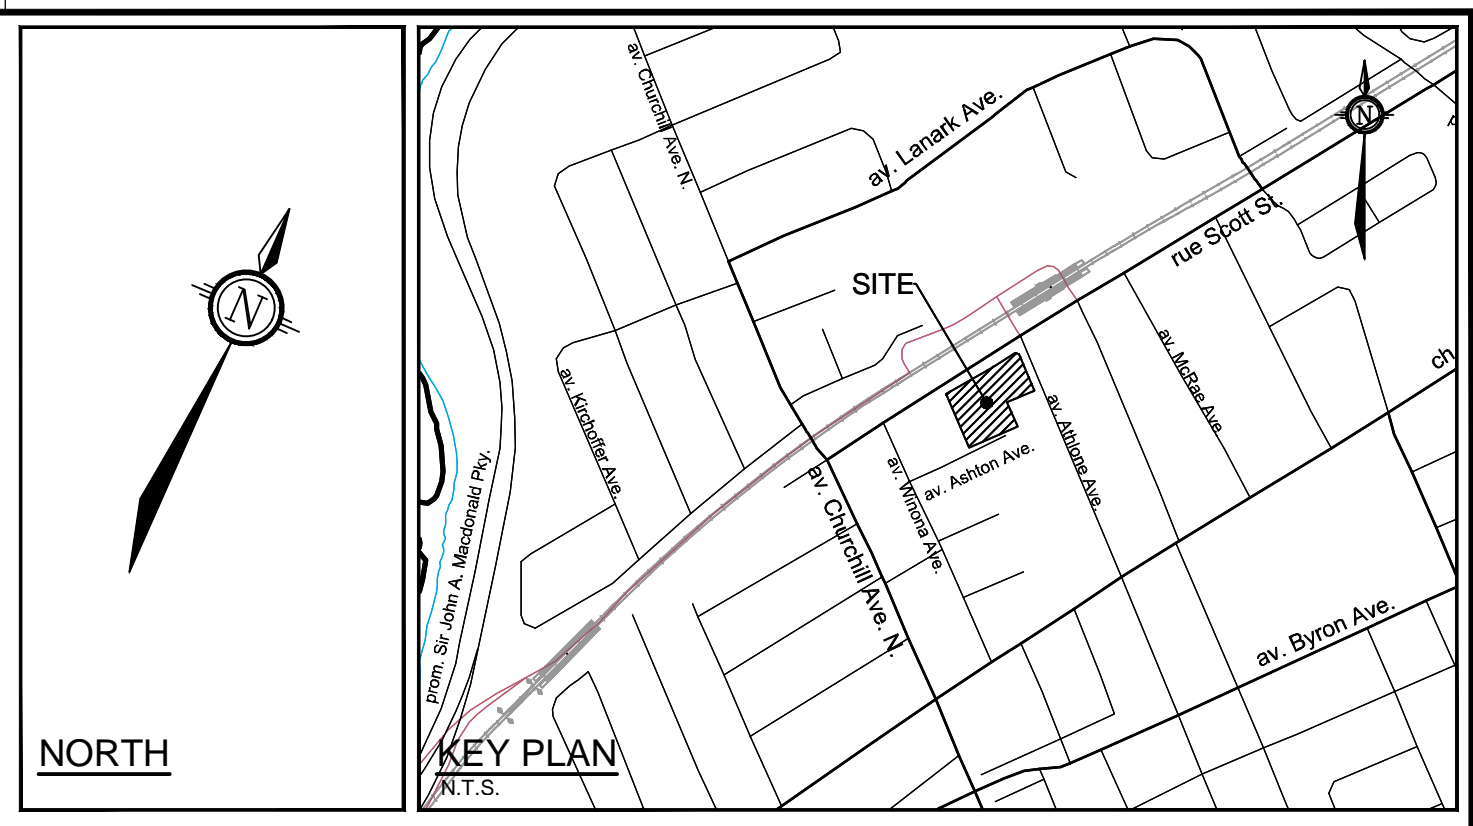 N
NORTH
av. Churchill Ave. N.
av. Lanark Ave.
N
rue Scott St.
SITE
av. McRae Ave
ch
av. Kirchoffer Ave.
av. Athlone Ave.
av. Ashton Ave.
av. Winona Ave.
prom. Sir John A. Macdonald Pky.
av. Churchill Ave. N.
av. Byron Ave.
KEY PLAN
N.T.S.